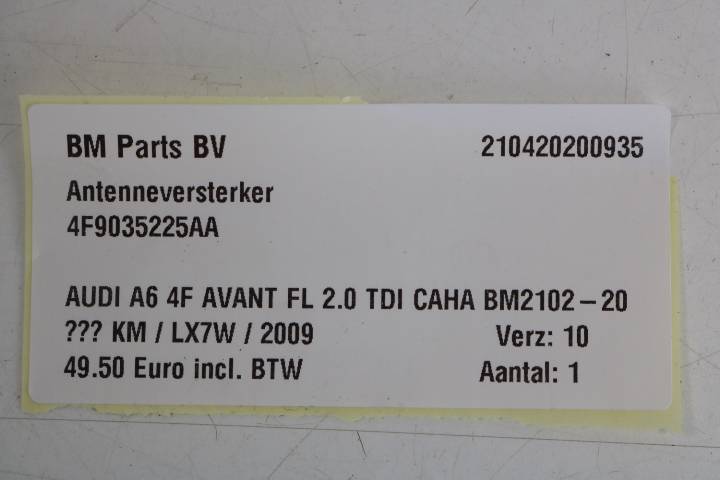 BM Parts BV 210420200935
Antenneversterker
4F9035225AA
AUDI A6 4F AVANT FL 2.0 TDI CAHA BM2102-20
??? KM / LX7W / 2009 Verz: 10
49.50 Euro incl. BTW Aantal: 1